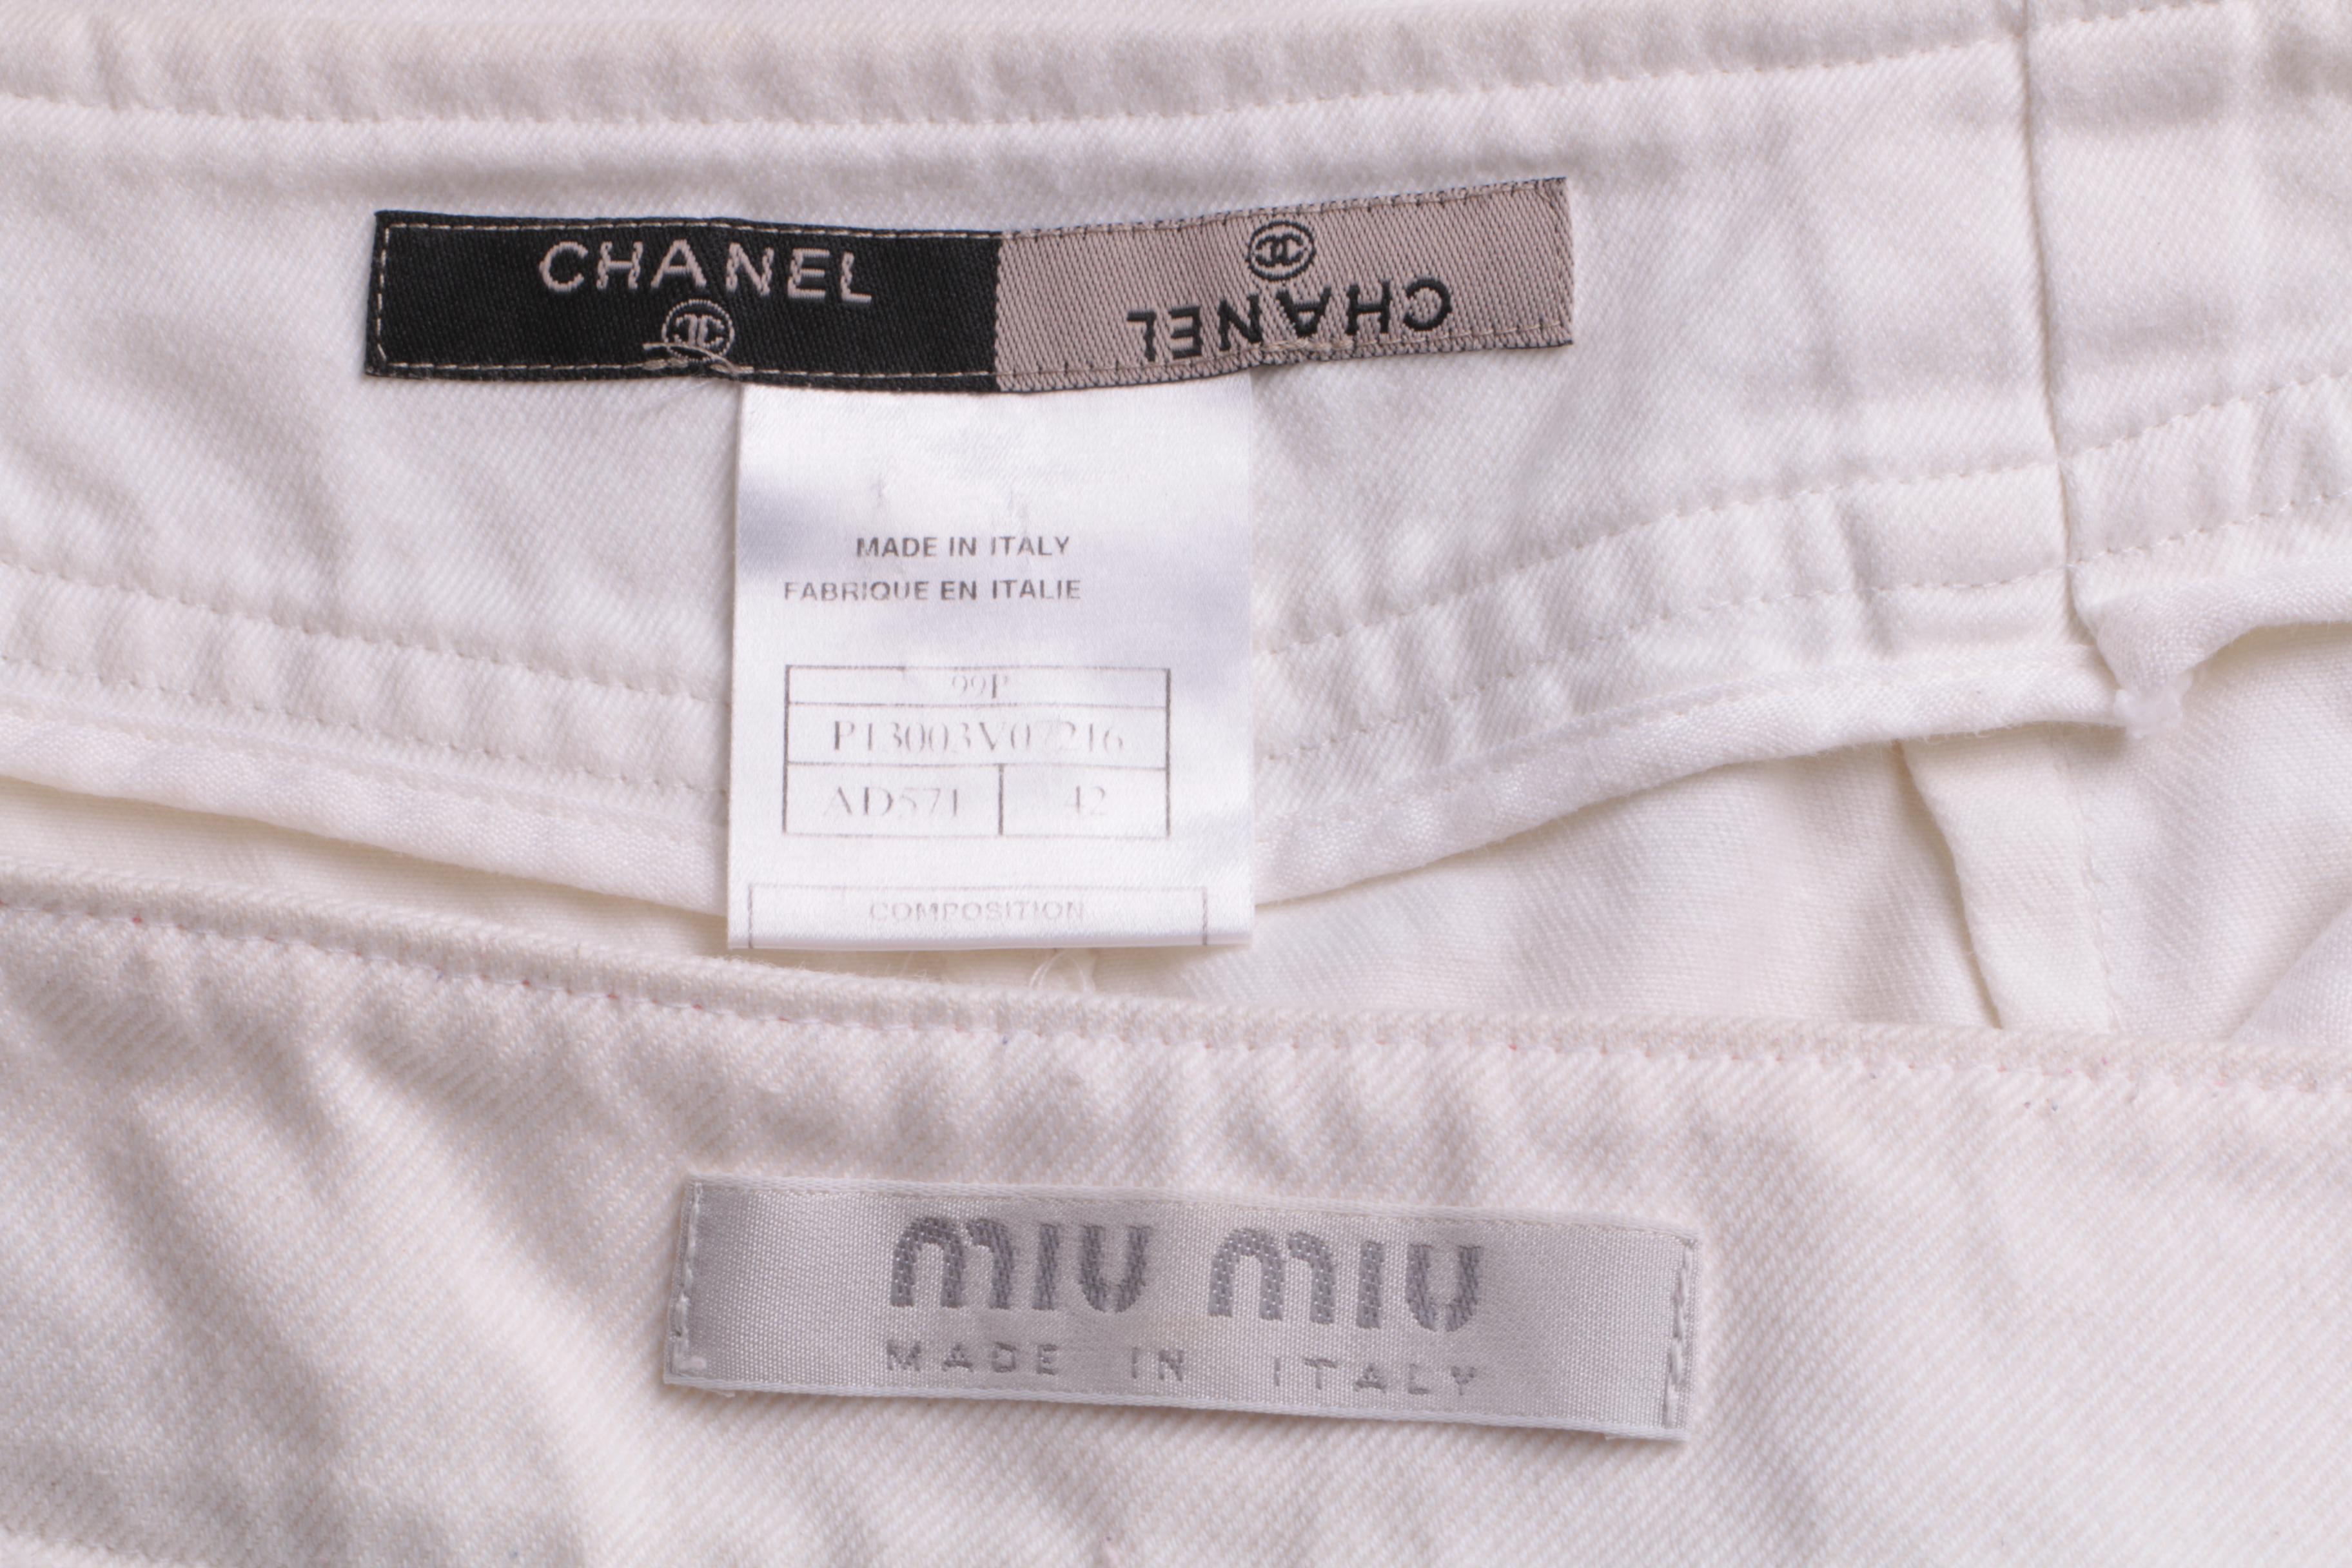 CHANEL
CHANEL
MADE IN ITALY
FABRIQUE EN ITALIE
99P
P13003V07216
AD571 42
COMPOSITION
MIU MIU
MADE IN ITALY